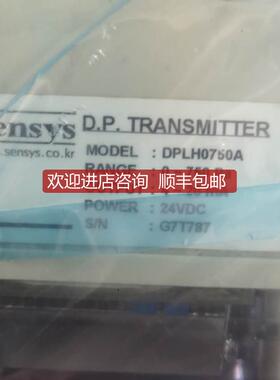 sensys D.P. TRANSMITTER
.sensys.co.kr
MODEL : DPLH0750A
RANGE :
欢迎进店咨询 顺丰包邮
POWER : 24VDC
S/N : G7T787